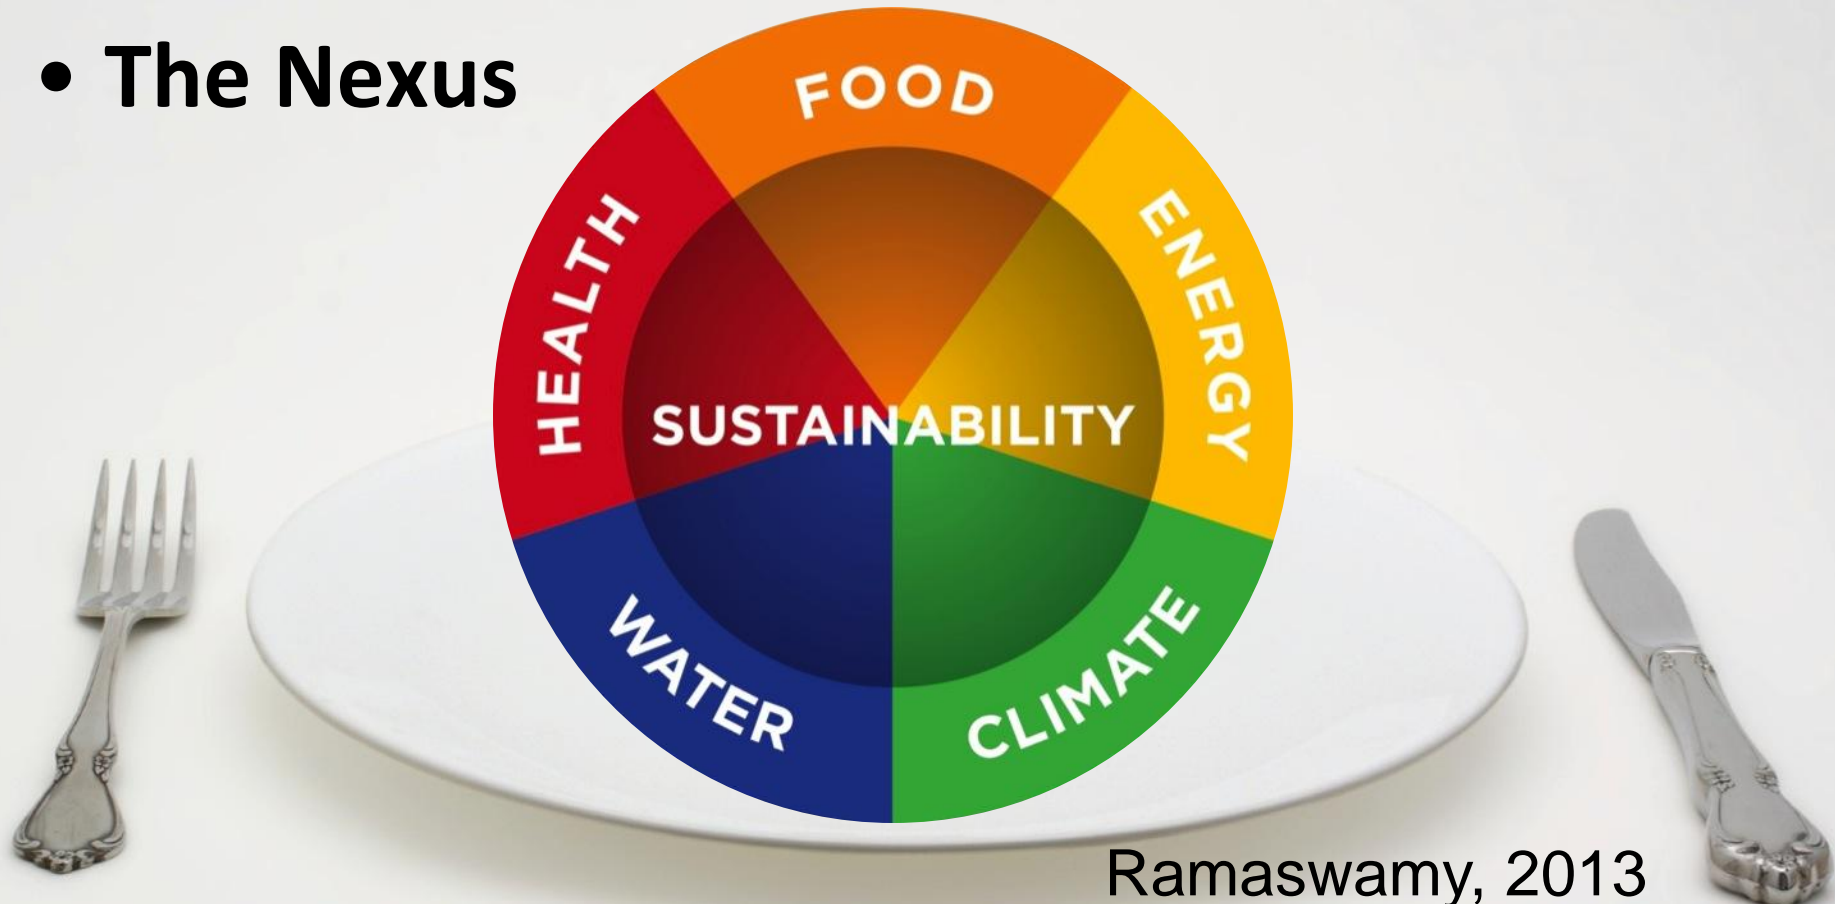 • The Nexus
FOOD
HEALTH
ENERGY
SUSTAINABILITY
WATER
CLIMATE
Ramaswamy, 2013